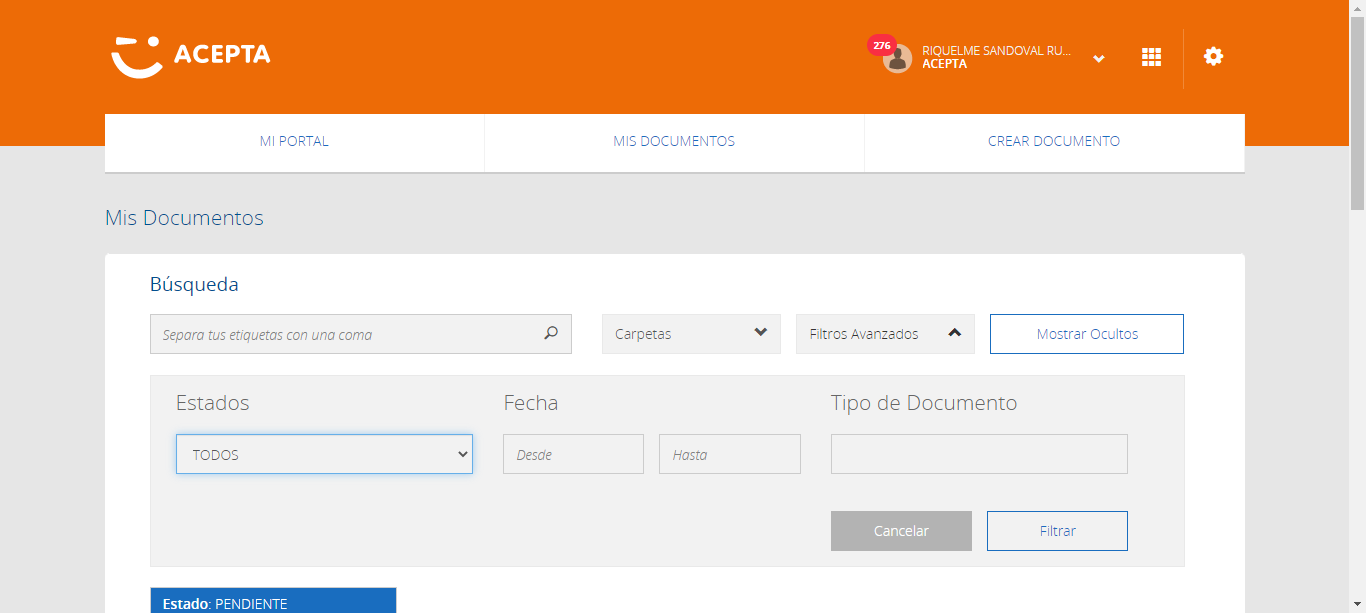 ACEPTA
276
RIQUELME SANDOVAL RU...
ACEPTA
MI PORTAL
MIS DOCUMENTOS
CREAR DOCUMENTO
Mis Documentos
Búsqueda
Separa tus etiquetas con una coma
Carpetas
Filtros Avanzados
Mostrar Ocultos
Estados
Fecha
Tipo de Documento
TODOS
Desde
Hasta
Cancelar
Filtrar
Estado: PENDIENTE